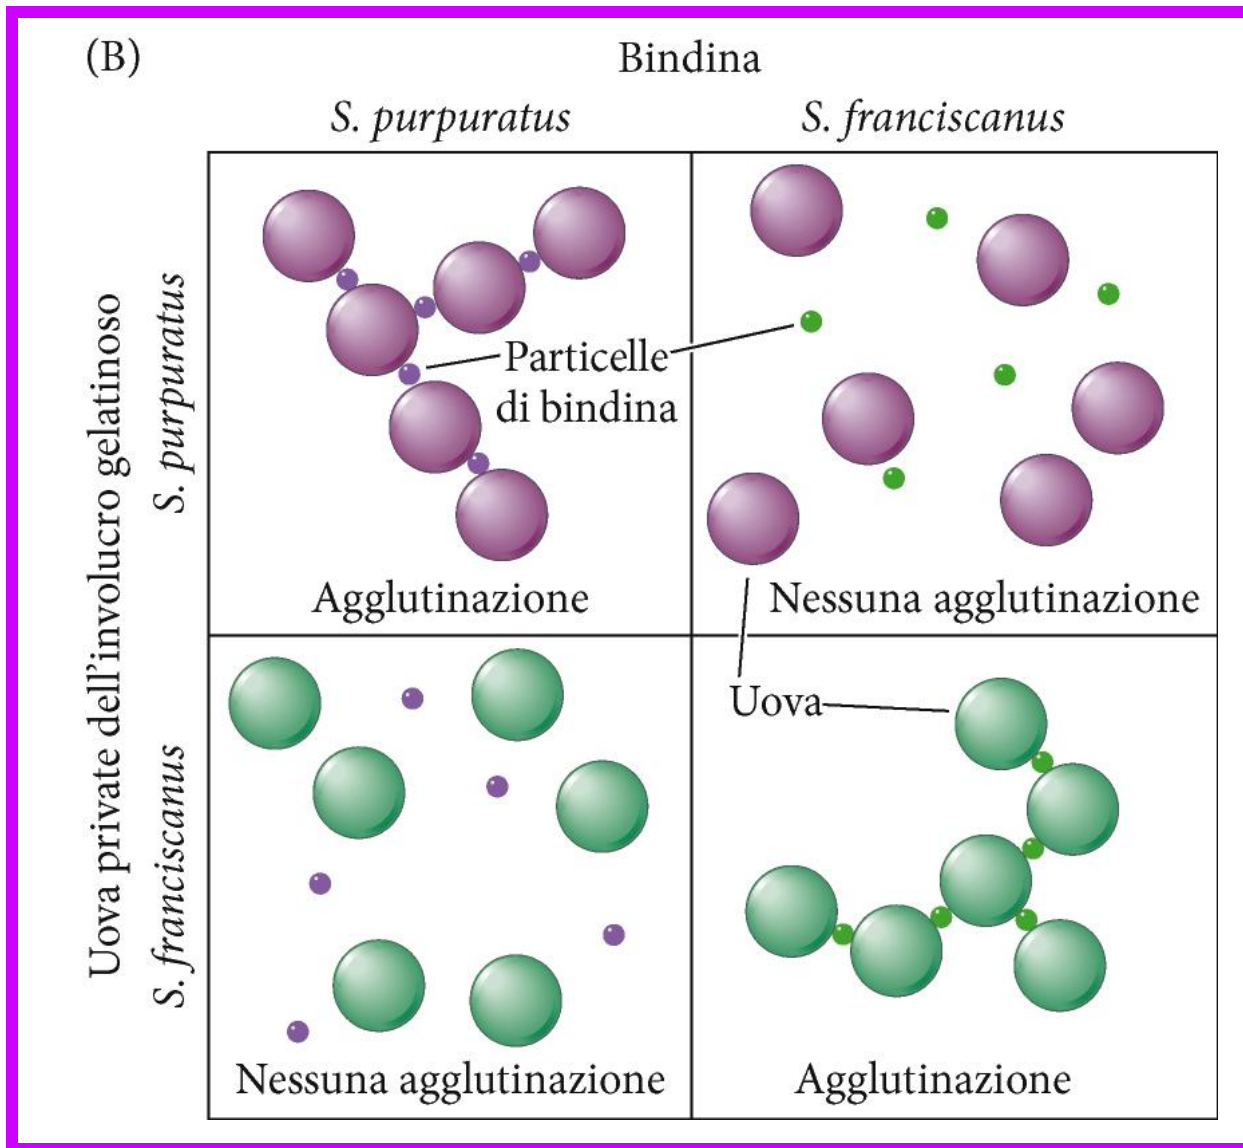 (B)
Bindina
S. purpuratus
S. franciscanus
Uova private dell'involucro gelatinoso
S. purpuratus
Particelle
di bindina
Agglutinazione
Nessuna agglutinazione
S. franciscanus
Uova
Nessuna agglutinazione
Agglutinazione